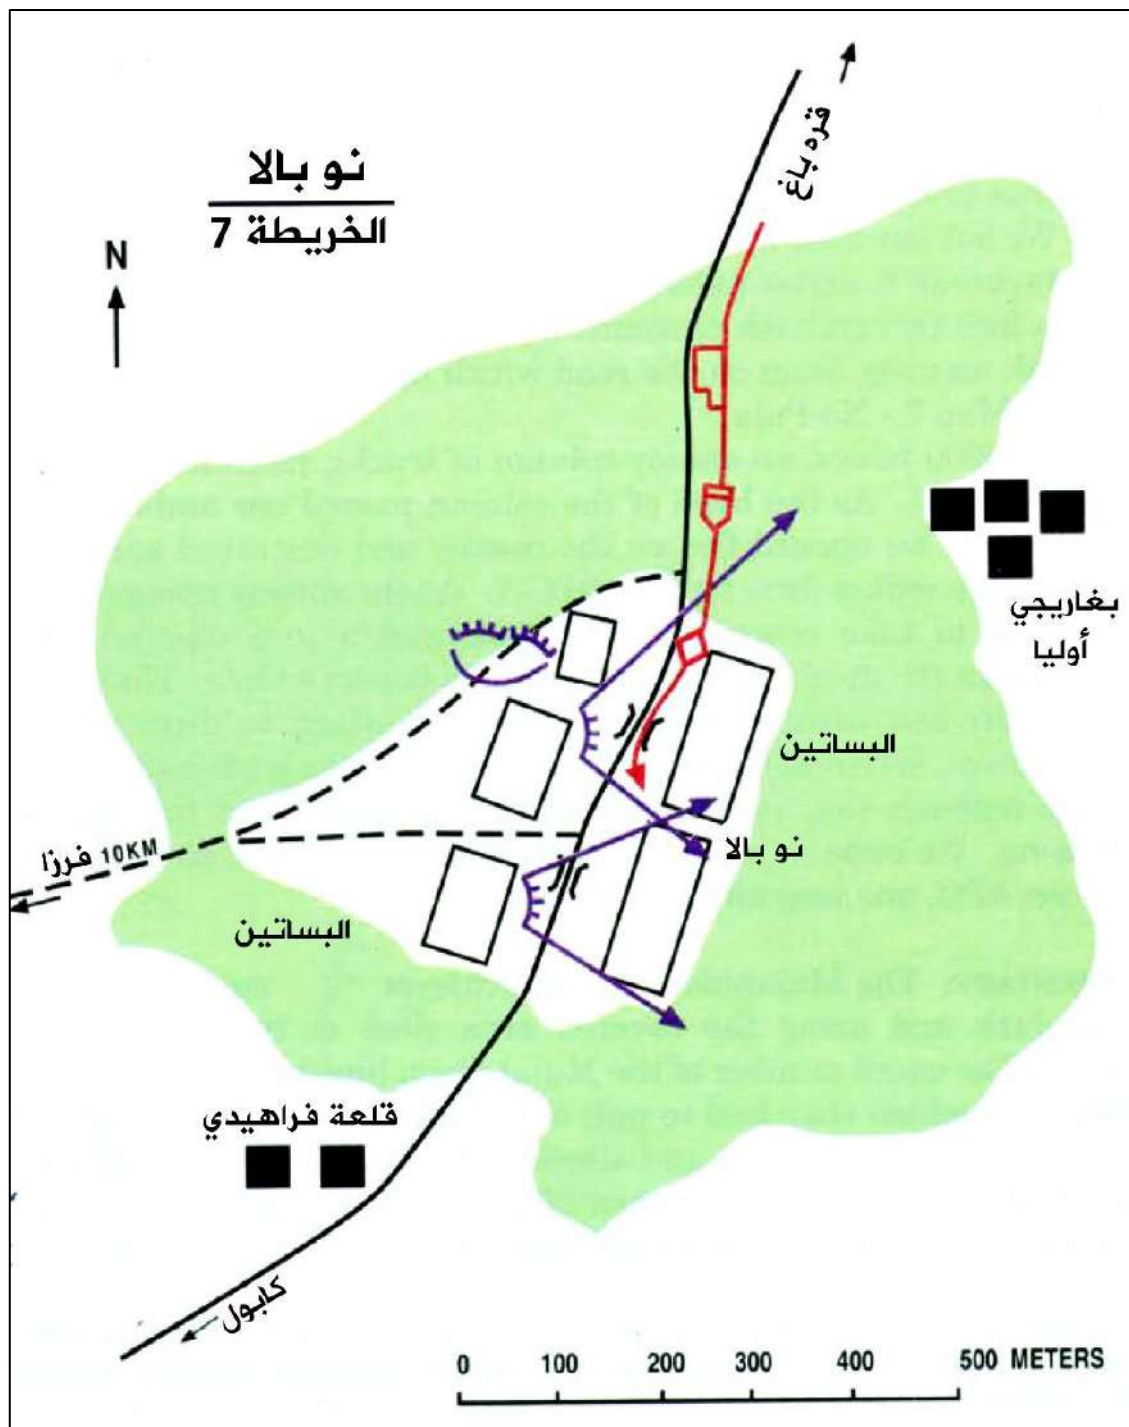 قره باغ
نو بالا
الخريطة 7
N
بغاريجي
أوليا
البساتين
نو بالا
فرزا 10KM
البساتين
قلعة فراهيدي
كابول
0 100 200 300 400 500 METERS